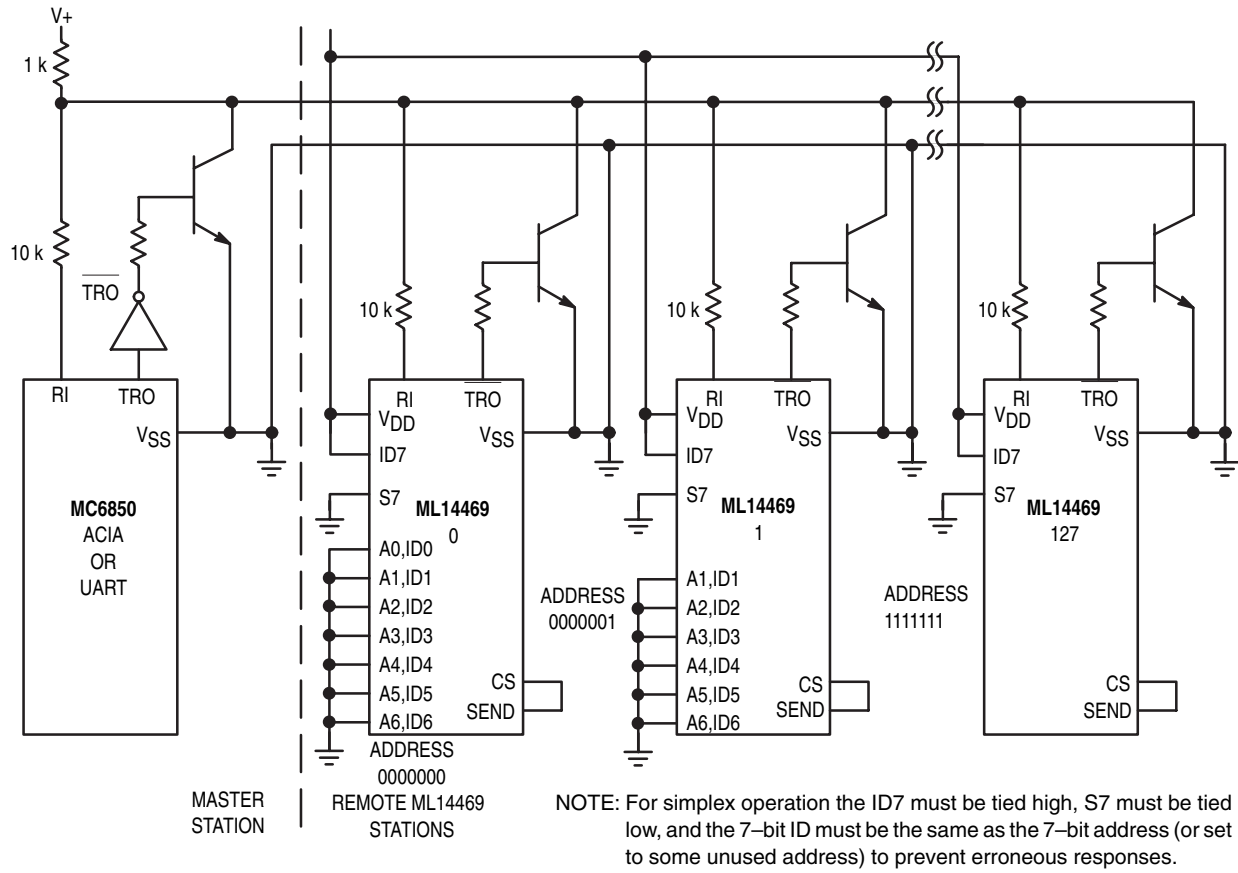 V+
1 k
10 k
TRO
RI
TRO
VSS
MC6850
ACIA
OR
UART
MASTER
STATION
10 k
RI
TRO
VDD
VSS
ID7
S7
ML14469
0
A0,ID0
A1,ID1
A2,ID2
A3,ID3
A4,ID4
A5,ID5
A6,ID6
CS
SEND
ADDRESS
0000000
REMOTE ML14469
STATIONS
10 k
RI
TRO
VDD
VSS
ID7
S7
ML14469
1
ADDRESS
0000001
A1,ID1
A2,ID2
A3,ID3
A4,ID4
A5,ID5
A6,ID6
CS
SEND
10 k
RI
TRO
VDD
VSS
ID7
S7
ML14469
127
ADDRESS
1111111
CS
SEND
NOTE: For simplex operation the ID7 must be tied high, S7 must be tied
low, and the 7–bit ID must be the same as the 7–bit address (or set
to some unused address) to prevent erroneous responses.